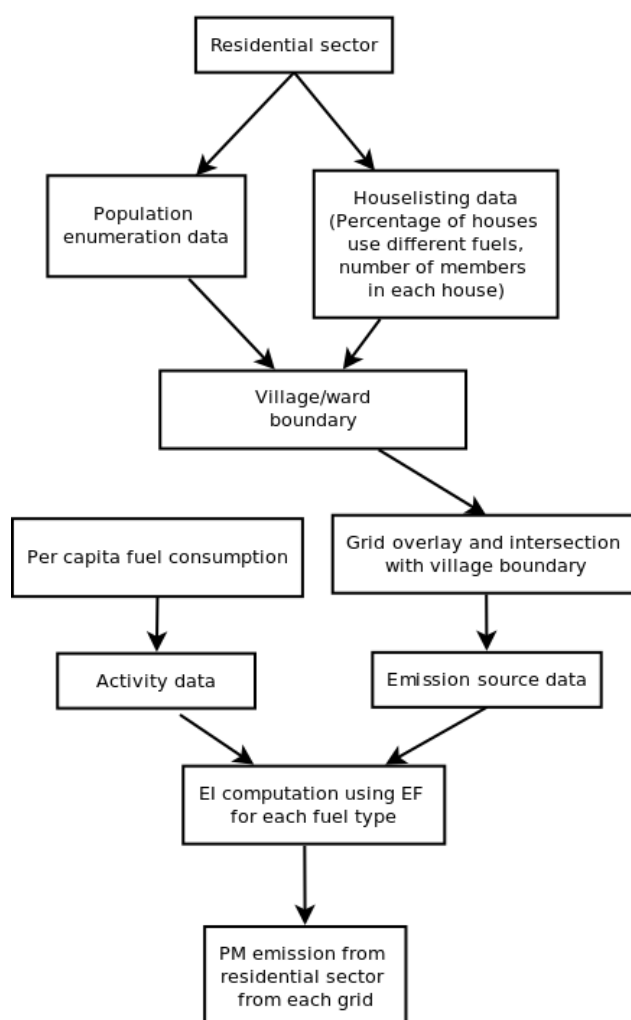 Residential sector
Population
enumeration data
Houselisting data
(Percentage of houses
use different fuels,
number of members
in each house)
Village/ward
boundary
Per capita fuel consumption
Grid overlay and intersection
with village boundary
Activity data
Emission source data
EI computation using EF
for each fuel type
PM emission from
residential sector
from each grid